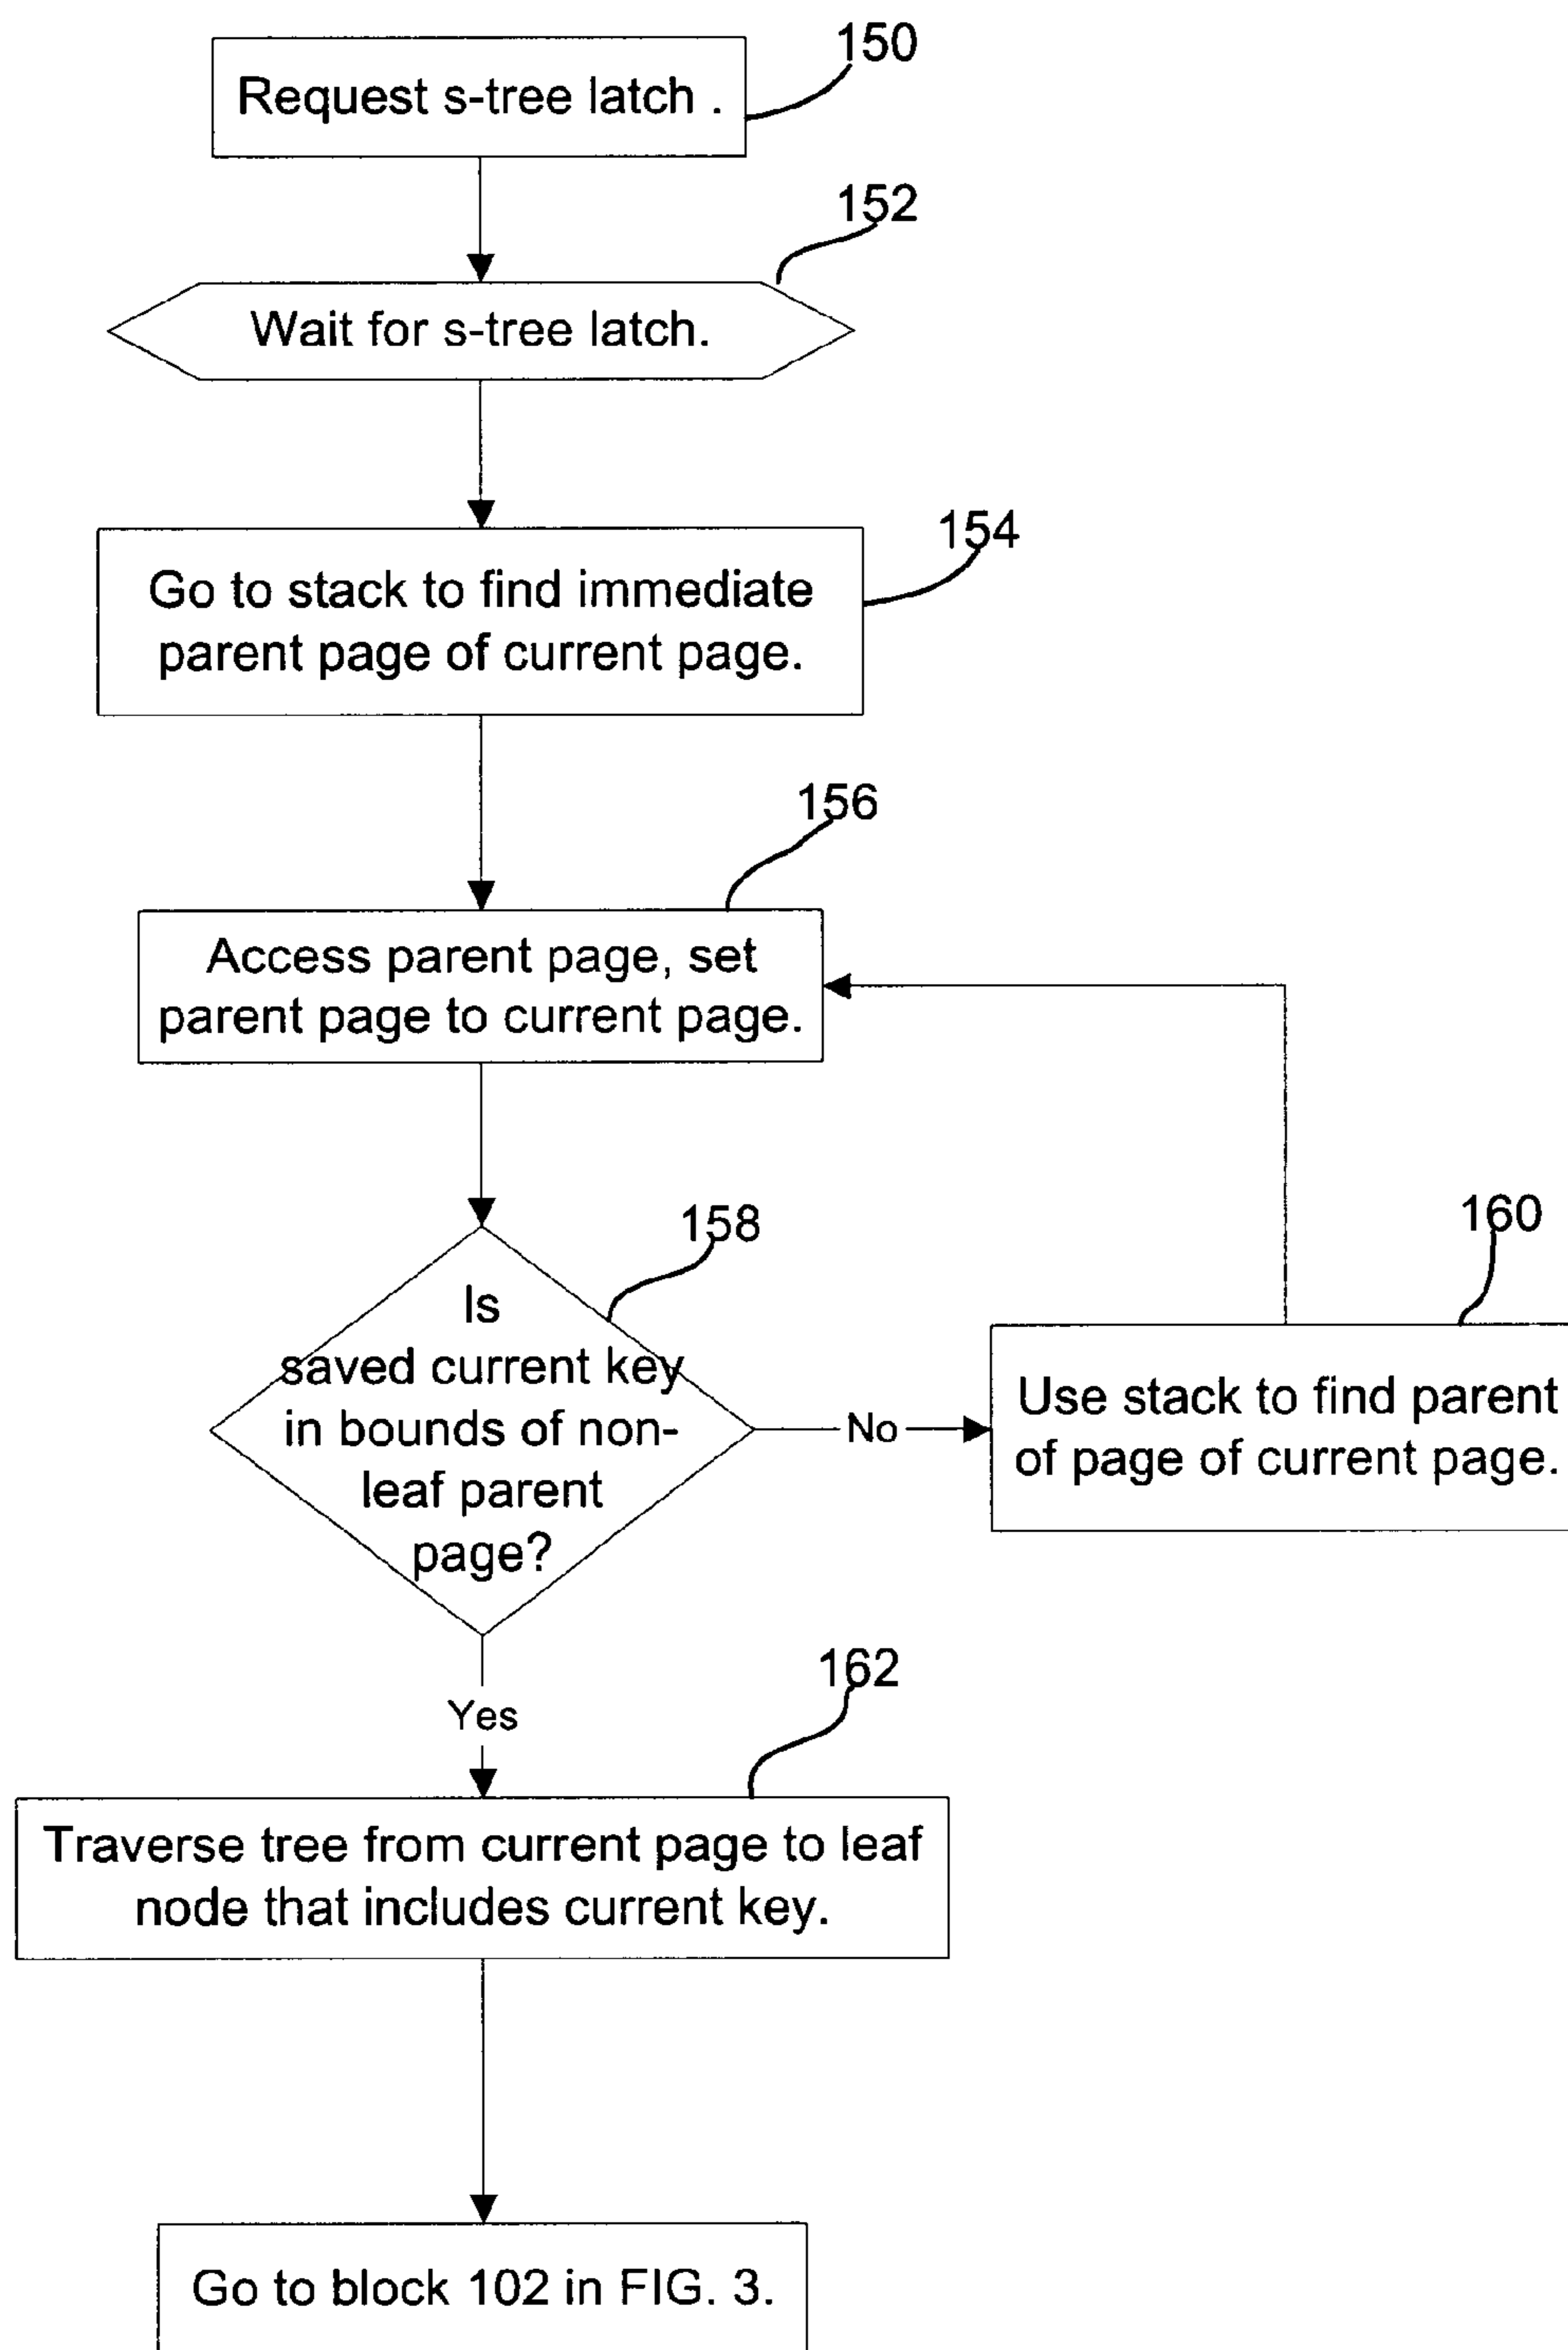 150
Request s-tree latch .
152
Wait for s-tree latch.
154
Go to stack to find immediate
parent page of current page.
156
Access parent page, set
parent page to current page.
158
Is
saved current key
in bounds of non-
leaf parent
page?
No
160
Use stack to find parent
of page of current page.
Yes
162
Traverse tree from current page to leaf
node that includes current key.
Go to block 102 in FIG. 3.